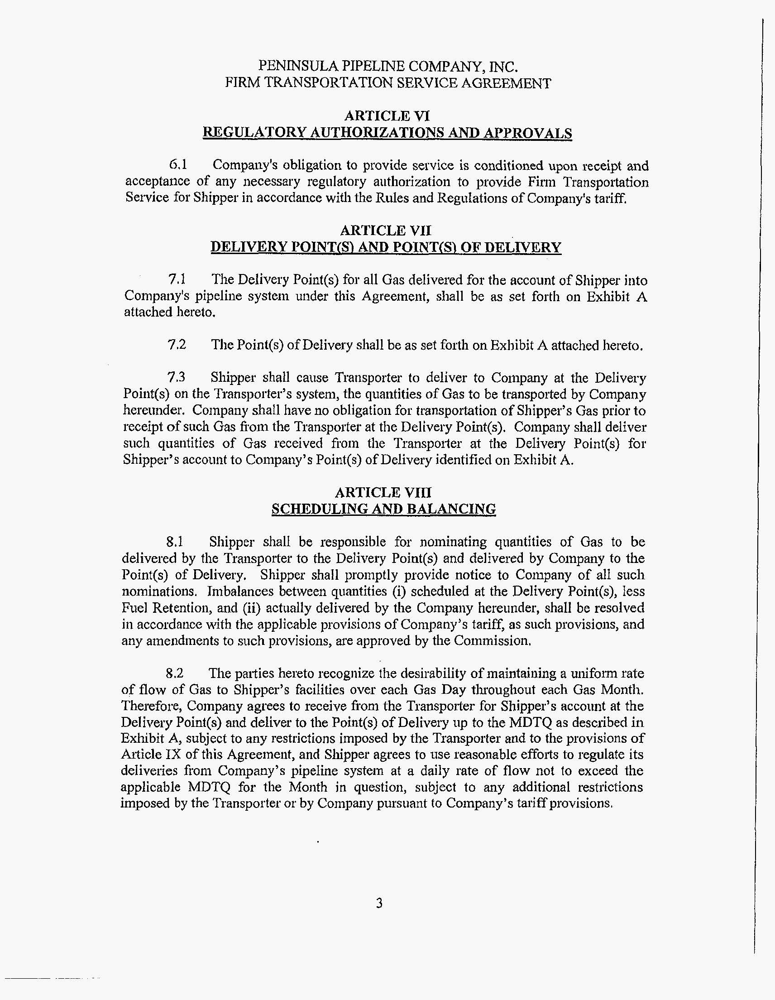 PENINSULA PIPELINE COMPANY, INC.
FIRM TRANSPORTATION SERVICE AGREEMENT
ARTICLE VI
REGULATORY AUTHORIZATIONS AND APPROVALS
6.1 Company's obligation to provide service is conditioned upon receipt and
acceptance of any necessary regulatory authorization to provide Firm Transportation
Service for Shipper in accordance with the Rules and Regulations of Company's tariff.
ARTICLE VII
DELIVERY POINT(S) AND POINT(S) OF DELIVERY
7.1 The Delivery Point(s) for all Gas delivered for the account of Shipper into
Company's pipeline system under this Agreement, shall be as set forth on Exhibit A
attached hereto.
7.2 The Point(s) of Delivery shall be as set forth on Exhibit A attached hereto.
7.3 Shipper shall cause Transporter to deliver to Company at the Delivery
Point(s) on the Transporter's system, the quantities of Gas to be transported by Company
hereunder. Company shall have no obligation for transportation of Shipper's Gas prior to
receipt of such Gas from the Transporter at the Delivery Point(s). Company shall deliver
such quantities of Gas received from the Transporter at the Delivery Point(s) for
Shipper's account to Company's Point(s) of Delivery identified on Exhibit A.
ARTICLE VIII
SCHEDULING AND BALANCING
8.1 Shipper shall be responsible for nominating quantities of Gas to be
delivered by the Transporter to the Delivery Point(s) and delivered by Company to the
Point(s) of Delivery. Shipper shall promptly provide notice to Company of all such
nominations. Imbalances between quantities (i) scheduled at the Delivery Point(s), less
Fuel Retention, and (ii) actually delivered by the Company hereunder, shall be resolved
in accordance with the applicable provisions of Company's tariff, as such provisions, and
any amendments to such provisions, are approved by the Commission.
8.2 The parties hereto recognize the desirability of maintaining a uniform rate
of flow of Gas to Shipper's facilities over each Gas Day throughout each Gas Month.
Therefore, Company agrees to receive from the Transporter for Shipper's account at the
Delivery Point(s) and deliver to the Point(s) of Delivery up to the MDTQ as described in
Exhibit A, subject to any restrictions imposed by the Transporter and to the provisions of
Article IX of this Agreement, and Shipper agrees to use reasonable efforts to regulate its
deliveries from Company's pipeline system at a daily rate of flow not to exceed the
applicable MDTQ for the Month in question, subject to any additional restrictions
imposed by the Transporter or by Company pursuant to Company's tariff provisions.
3